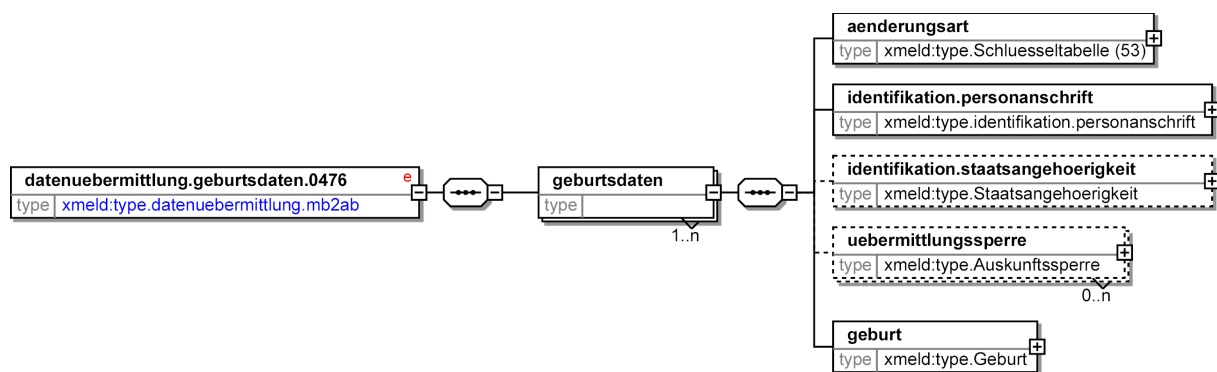 datenuebermittlung.geburtsdaten.0476 e
type xmeld:type.datenuebermittlung.mb2ab
geburtsdaten
type
1..n
aenderungsart
type xmeld:type.Schluesseltabelle (53)
identifikation.personanschrift
type xmeld:type.identifikation.personanschrift
identifikation.staatsangehoerigkeit
type xmeld:type.Staatsangehoerigkeit
uebermittlungssperre
type xmeld:type.Auskunftssperre
0..n
geburt
type xmeld:type.Geburt